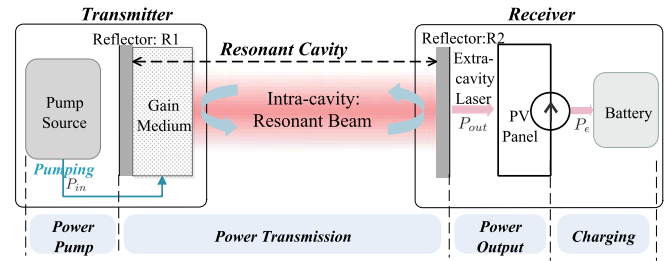 Transmitter
Receiver
Reflector: R1
Resonant Cavity
Reflector:R2
Extra-
cavity
Laser
Pump
Source
Gain
Medium
Intra-cavity:
Resonant Beam
P_out
PV
Panel
P_e
Battery
Pumping
P_in
Power
Pump
Power Transmission
Power
Output
Charging